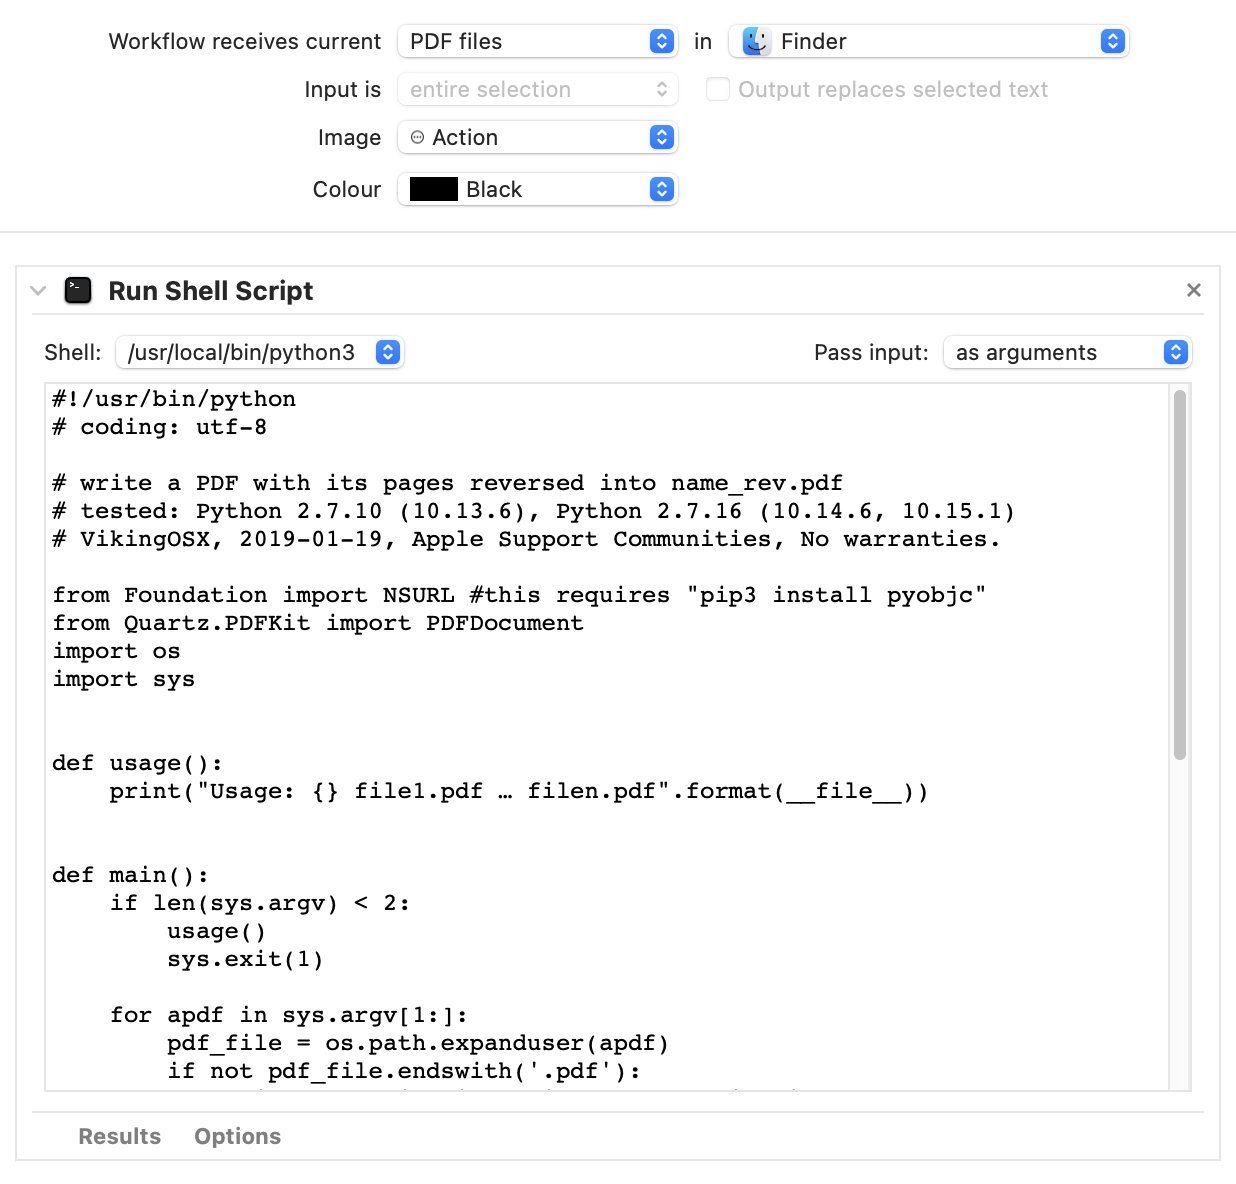 Workflow receives current PDF files in Finder
Input is entire selection Output replaces selected text
Image Action
Colour Black
Run Shell Script
Shell: /usr/local/bin/python3 Pass input: as arguments
#!/usr/bin/python
# coding: utf-8
# write a PDF with its pages reversed into name_rev.pdf
# tested: Python 2.7.10 (10.13.6), Python 2.7.16 (10.14.6, 10.15.1)
# VikingOSX, 2019-01-19, Apple Support Communities, No warranties.
from Foundation import NSURL #this requires "pip3 install pyobjc"
from Quartz.PDFKit import PDFDocument
import os
import sys
def usage():
    print("Usage: {} file1.pdf … filen.pdf".format(__file__))
def main():
    if len(sys.argv) < 2:
        usage()
        sys.exit(1)
    for apdf in sys.argv[1:]:
        pdf_file = os.path.expanduser(apdf)
        if not pdf_file.endswith('.pdf'):
Results Options